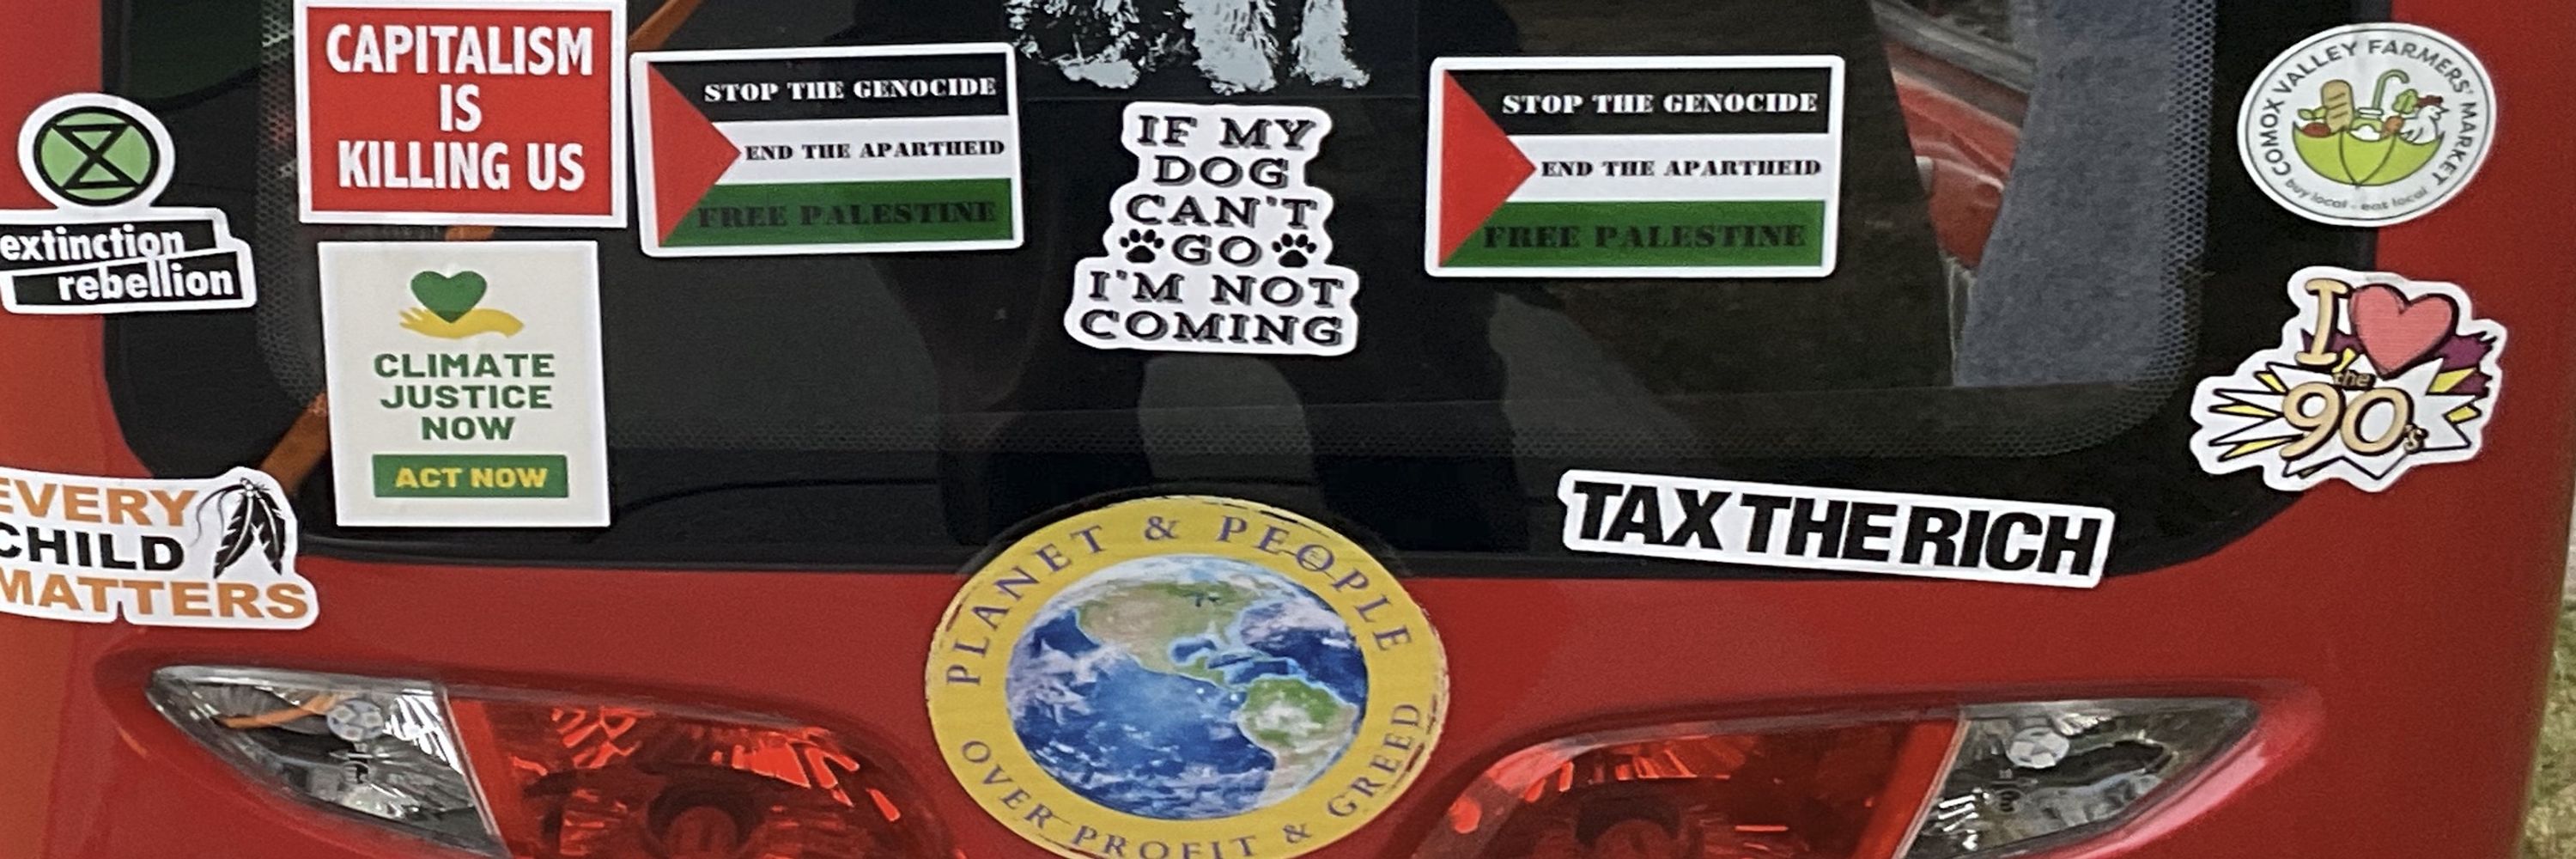 CAPITALISM
IS
KILLING US
STOP THE GENOCIDE
END THE APARTHEID
FREE PALESTINE
IF MY
DOG
CAN'T
GO
I'M NOT
COMING
STOP THE GENOCIDE
END THE APARTHEID
FREE PALESTINE
COMOX VALLEY FARMERS' MARKET
buy local - eat local
extinction
rebellion
CLIMATE
JUSTICE
NOW
ACT NOW
I
the
90's
EVERY
CHILD
MATTERS
TAX THE RICH
PLANET & PEOPLE
OVER PROFIT & GREED